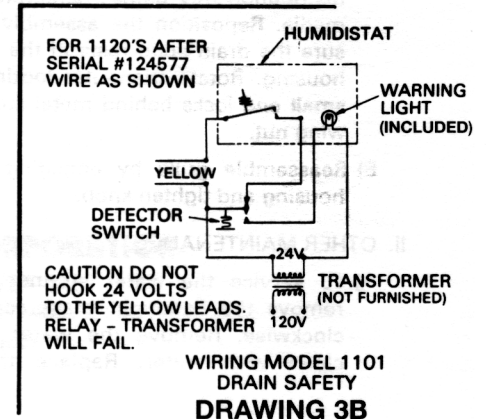 HUMIDISTAT
FOR 1120'S AFTER
SERIAL #124577
WIRE AS SHOWN
WARNING
LIGHT
(INCLUDED)
YELLOW
DETECTOR
SWITCH
24V
CAUTION DO NOT
HOOK 24 VOLTS
TO THE YELLOW LEADS.
RELAY – TRANSFORMER
WILL FAIL.
TRANSFORMER
(NOT FURNISHED)
120V
WIRING MODEL 1101
DRAIN SAFETY
DRAWING 3B